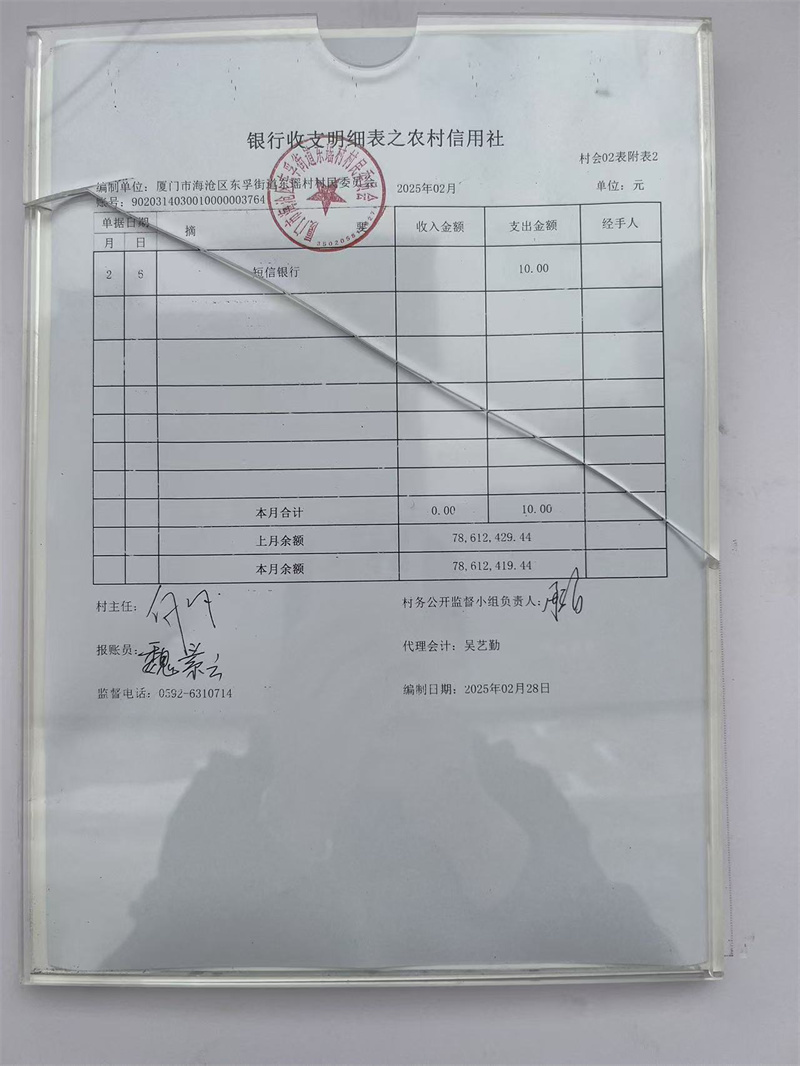 银行收支明细表之农村信用社
村会02表附表2
编制单位：厦门市海沧区东孚街道东瑶村村民委员会 2025年02月 单位：元
账号：9020314030010000003764
单据日期 摘 要 收入金额 支出金额 经手人
月 日
2 6 短信银行 10.00
本月合计 0.00 10.00
上月余额 78,612,429.44
本月余额 78,612,419.44
村主任： 村务公开监督小组负责人：
报账员：魏素云 代理会计：吴艺勤
监督电话：0592-6310714 编制日期：2025年02月28日